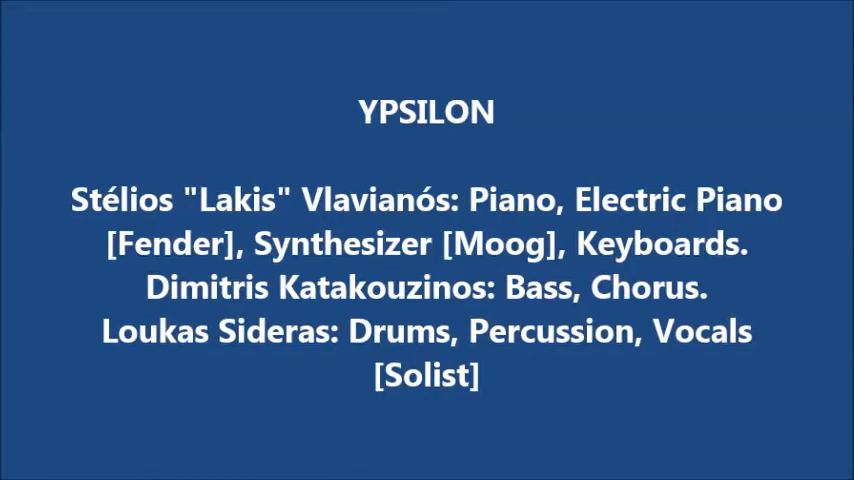 YPSILON
Stélios "Lakis" Vlavianós: Piano, Electric Piano
[Fender], Synthesizer [Moog], Keyboards.
Dimitris Katakouzinos: Bass, Chorus.
Loukas Sideras: Drums, Percussion, Vocals
[Solist]